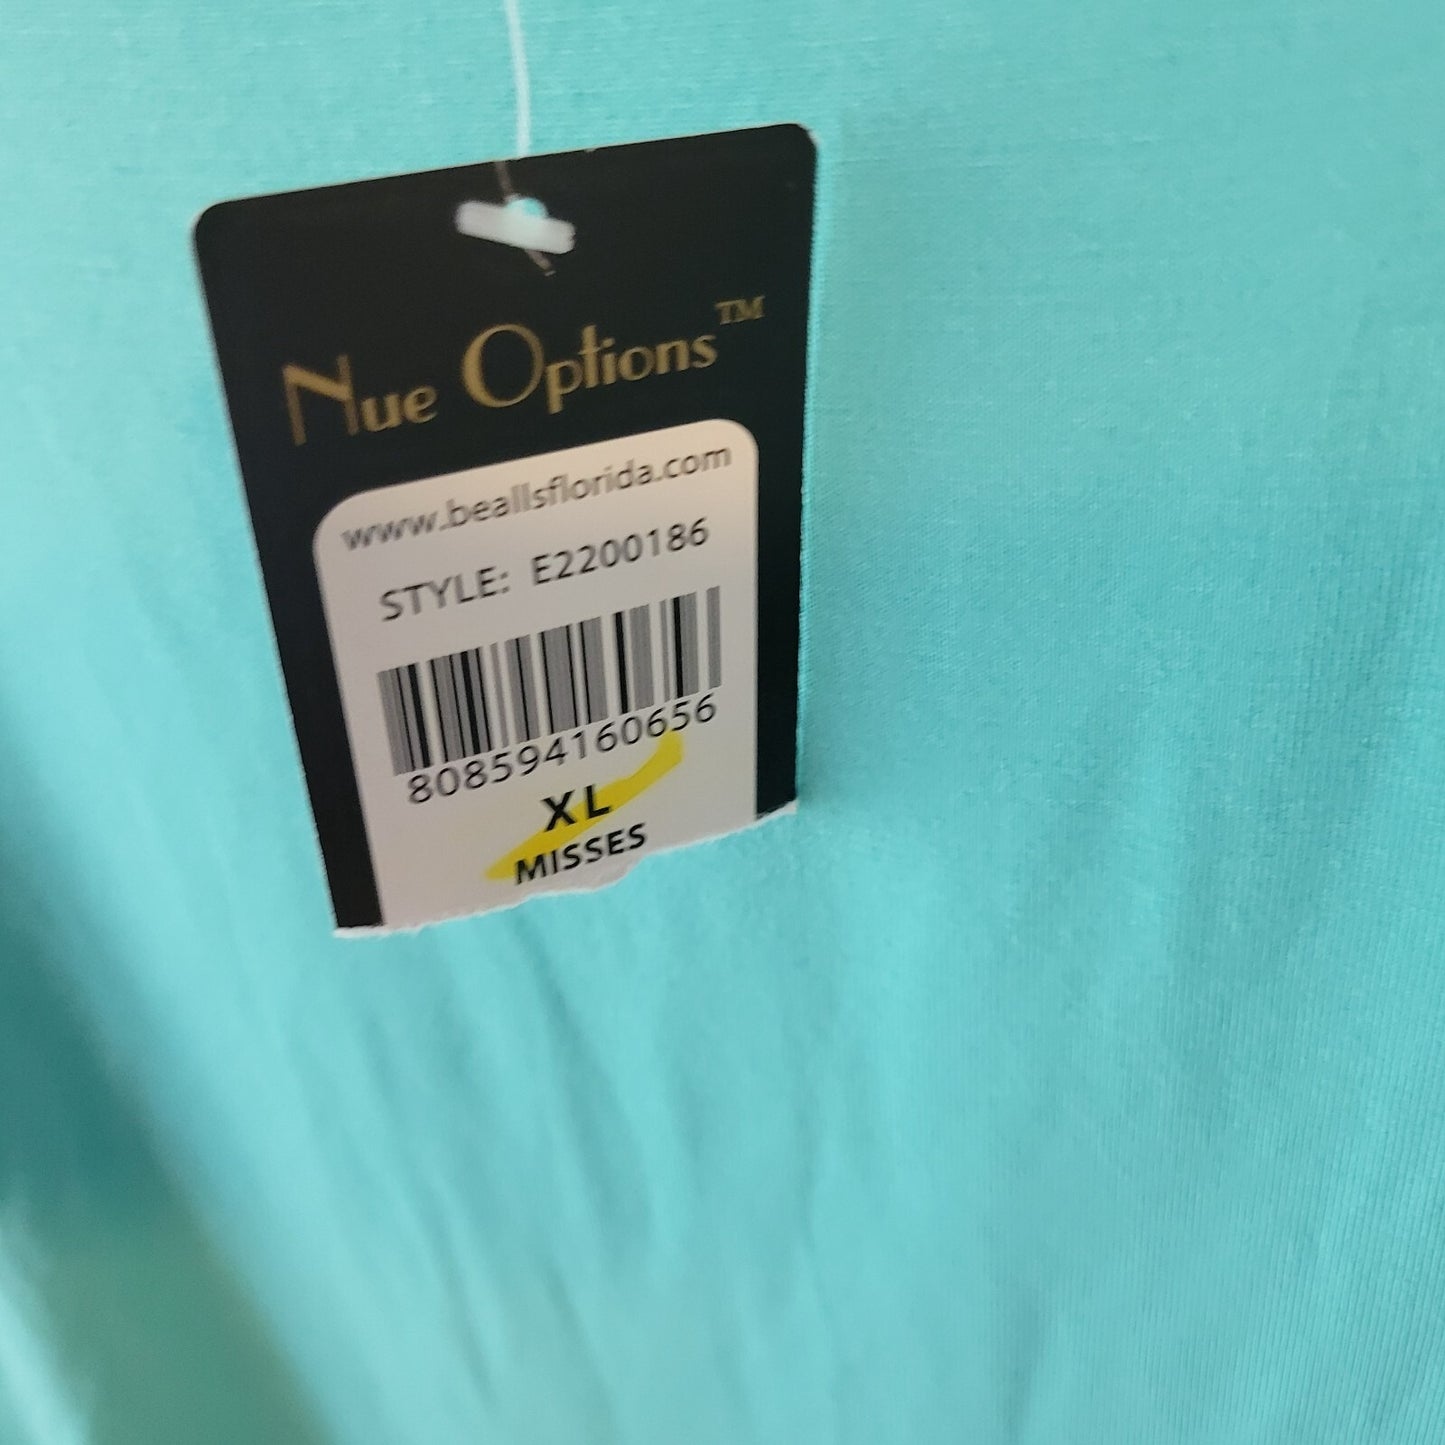 Nue Options™
www.beallsflorida.com
STYLE: E2200186
808594160656
XL
MISSES